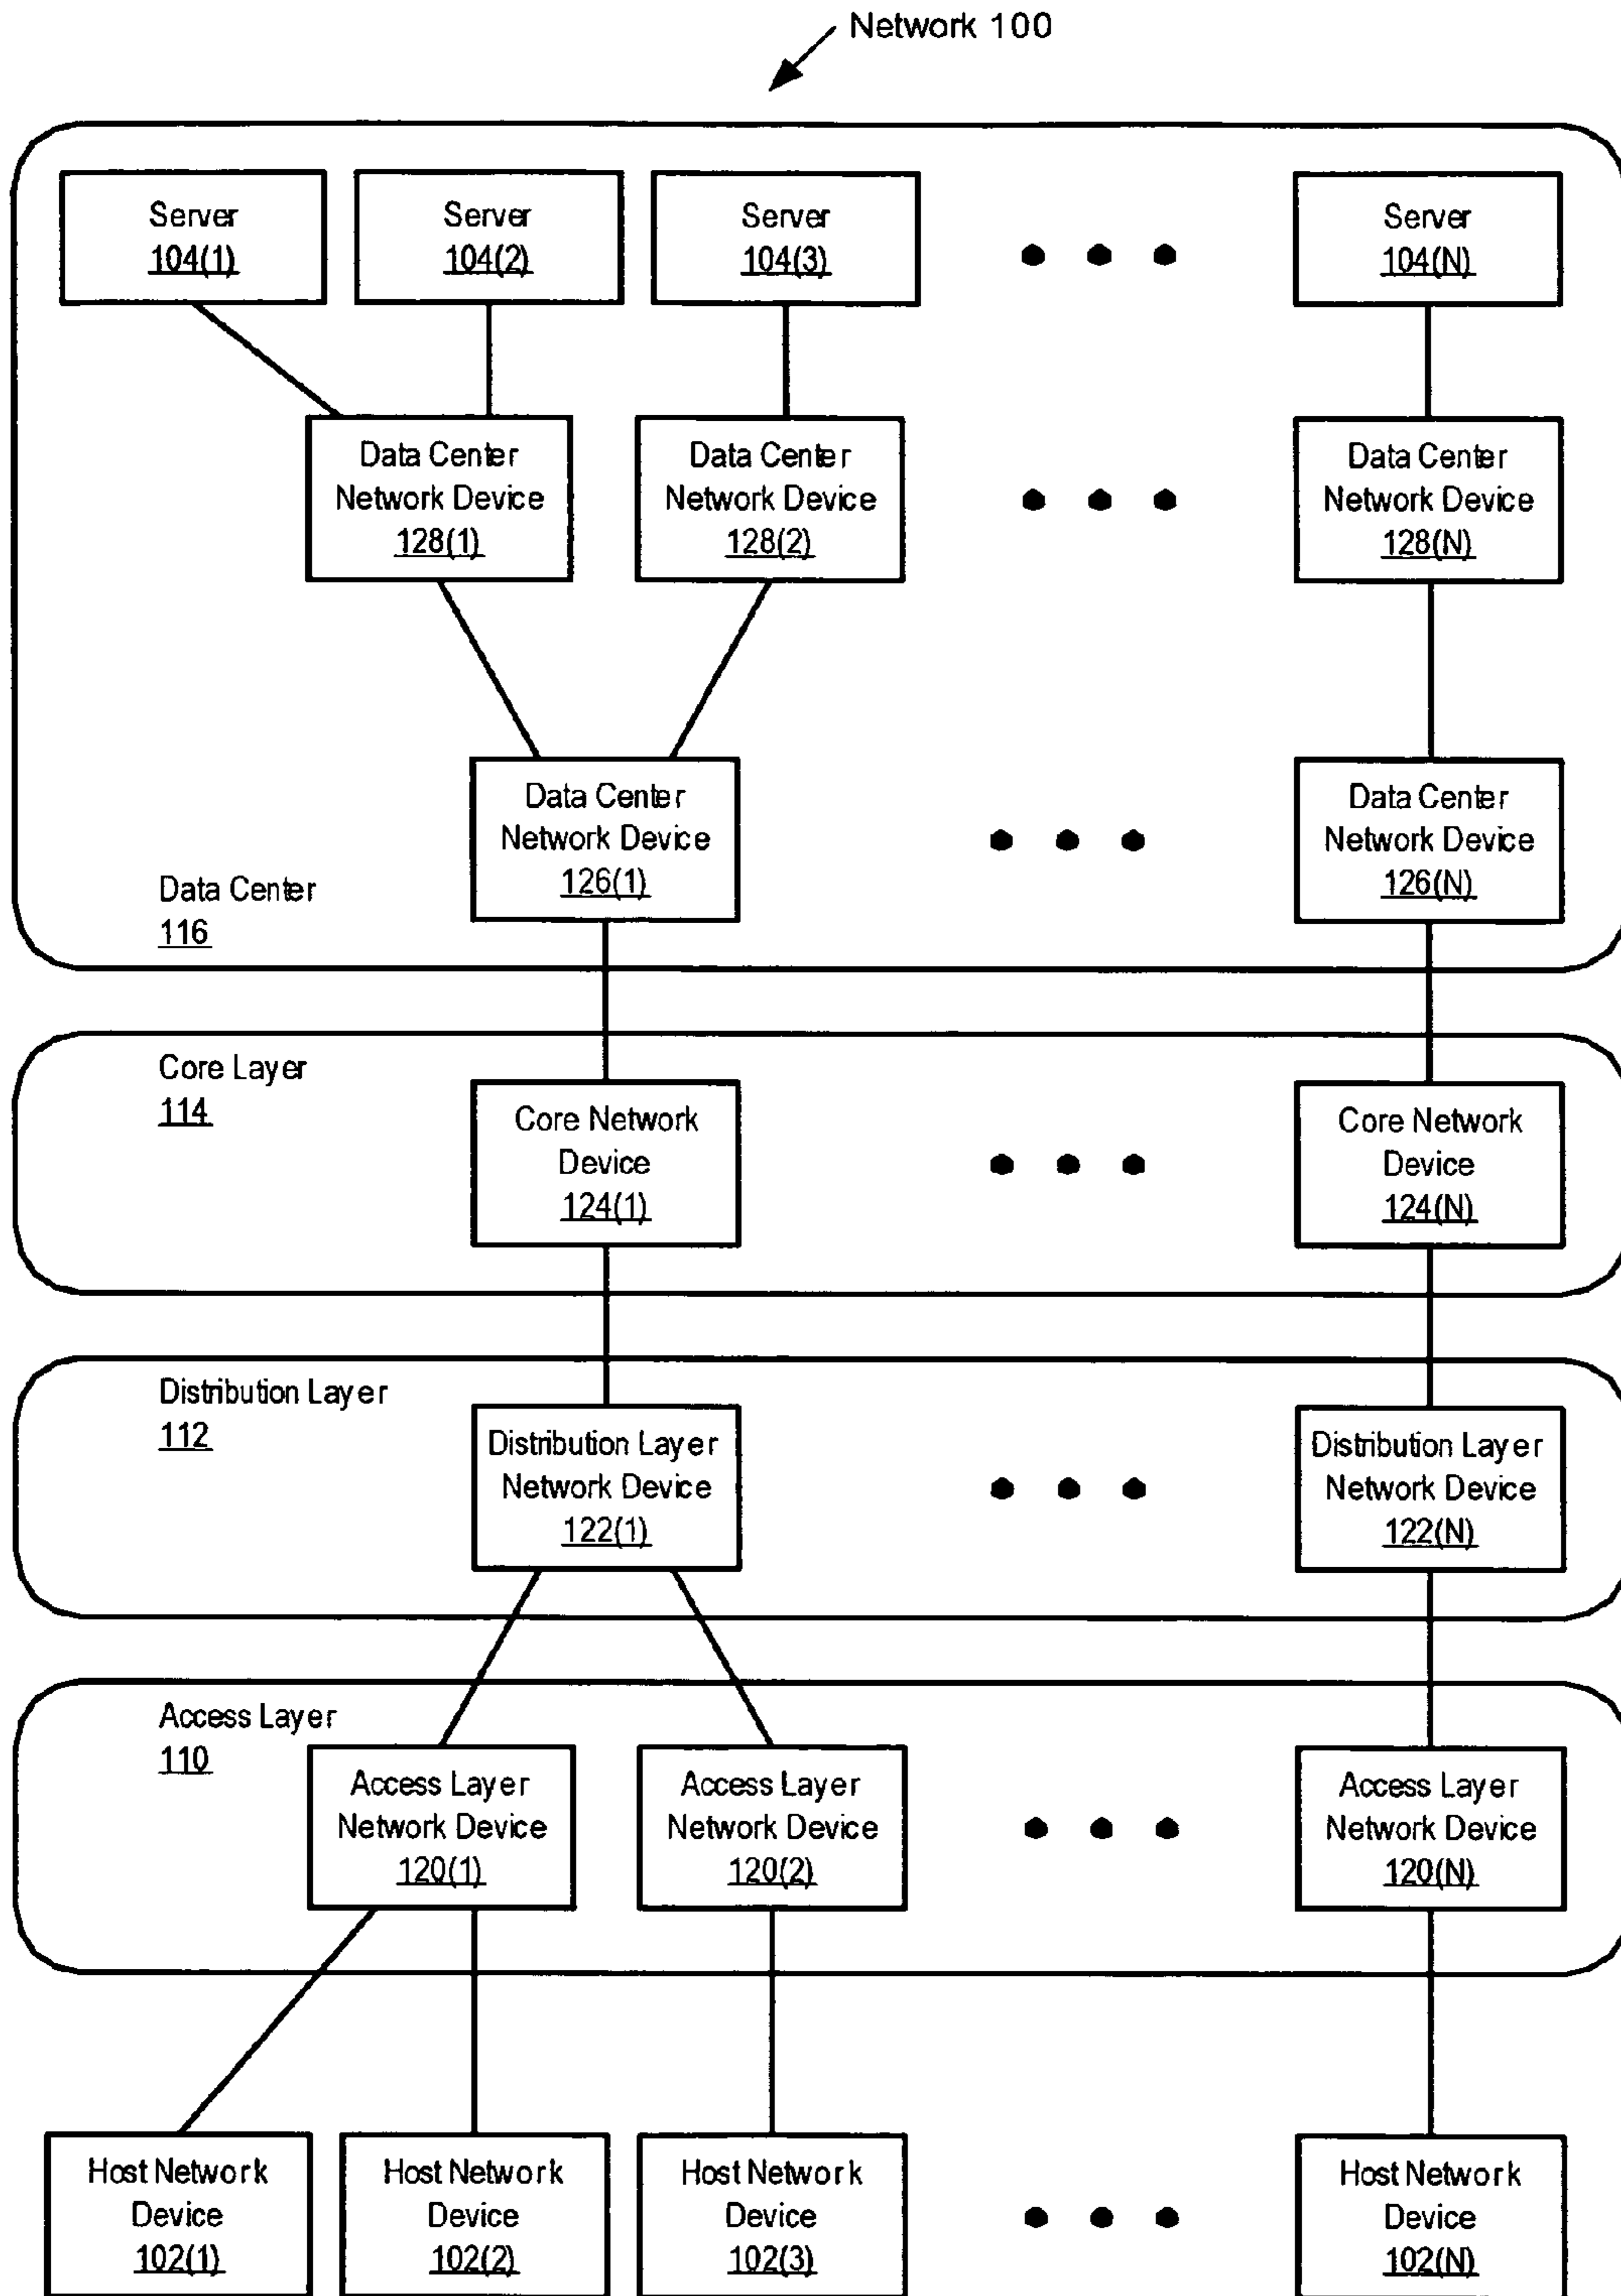 Network 100
Server
104(1)
Server
104(2)
Server
104(3)
Server
104(N)
Data Center
Network Device
128(1)
Data Center
Network Device
128(2)
Data Center
Network Device
128(N)
Data Center
Network Device
126(1)
Data Center
Network Device
126(N)
Data Center
116
Core Layer
114
Core Network
Device
124(1)
Core Network
Device
124(N)
Distribution Layer
112
Distribution Layer
Network Device
122(1)
Distribution Layer
Network Device
122(N)
Access Layer
110
Access Layer
Network Device
120(1)
Access Layer
Network Device
120(2)
Access Layer
Network Device
120(N)
Host Network
Device
102(1)
Host Network
Device
102(2)
Host Network
Device
102(3)
Host Network
Device
102(N)